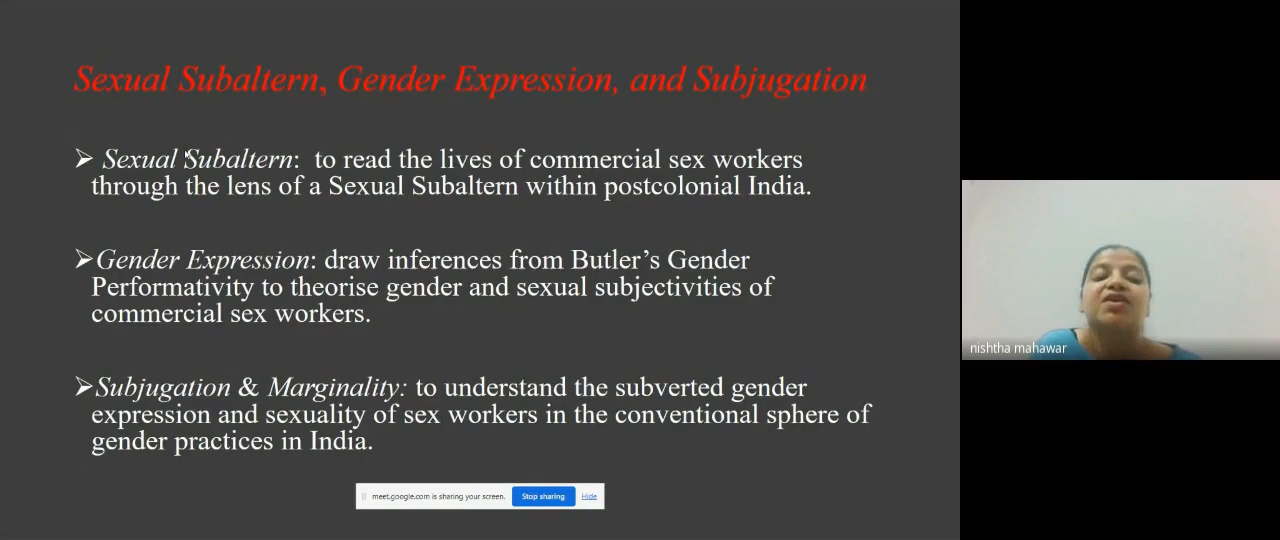 Sexual Subaltern, Gender Expression, and Subjugation
➢ Sexual Subaltern: to read the lives of commercial sex workers
through the lens of a Sexual Subaltern within postcolonial India.
➢Gender Expression: draw inferences from Butler’s Gender
Performativity to theorise gender and sexual subjectivities of
commercial sex workers.
➢Subjugation & Marginality: to understand the subverted gender
expression and sexuality of sex workers in the conventional sphere of
gender practices in India.
meet.google.com is sharing your screen. Stop sharing Hide
nishtha mahawar